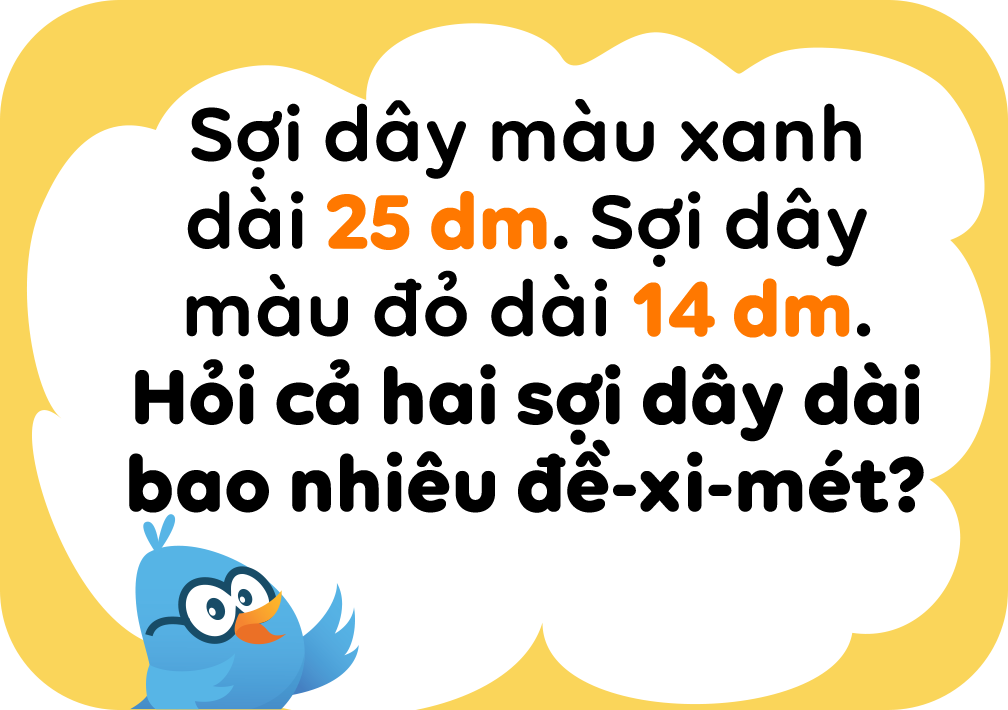 Sợi dây màu xanh
dài 25 dm. Sợi dây
màu đỏ dài 14 dm.
Hỏi cả hai sợi dây dài
bao nhiêu đề-xi-mét?